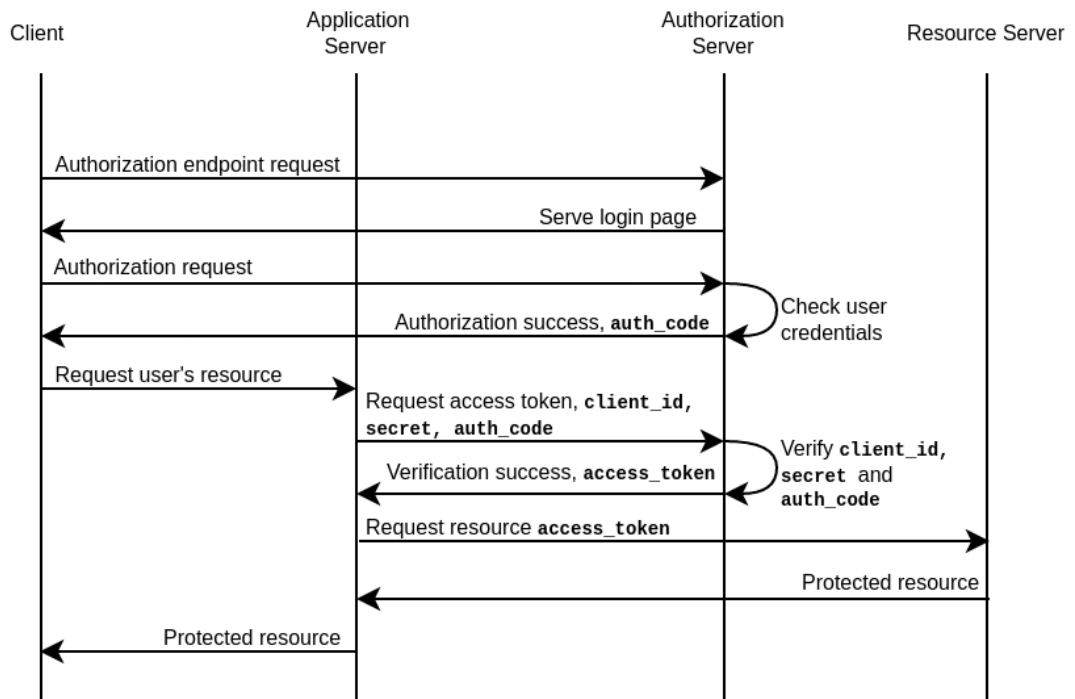 Client
Application
Server
Authorization
Server
Resource Server
Authorization endpoint request
Serve login page
Authorization request
Check user
credentials
Authorization success, auth_code
Request user's resource
Request access token, client_id,
secret, auth_code
Verify client_id,
secret and
auth_code
Verification success, access_token
Request resource access_token
Protected resource
Protected resource